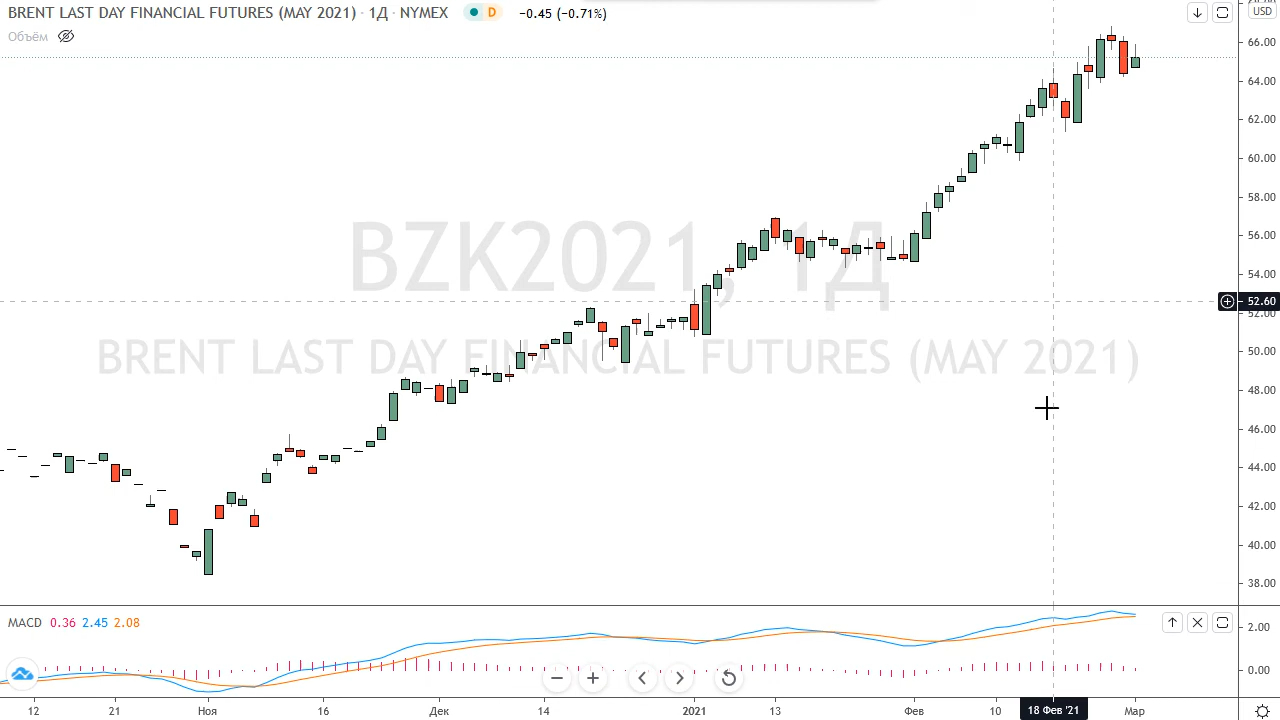 BRENT LAST DAY FINANCIAL FUTURES (MAY 2021) · 1Д · NYMEX D −0.45 (−0.71%)
Объём
USD
66.00
64.00
62.00
60.00
58.00
BZK2021, 1Д
56.00
54.00
52.60
52.00
BRENT LAST DAY FINANCIAL FUTURES (MAY 2021)
50.00
48.00
46.00
44.00
42.00
40.00
38.00
MACD 0.36 2.45 2.08
2.00
0.00
12 21 Ноя 16 Дек 14 2021 13 Фев 10 18 Фев '21 Мар